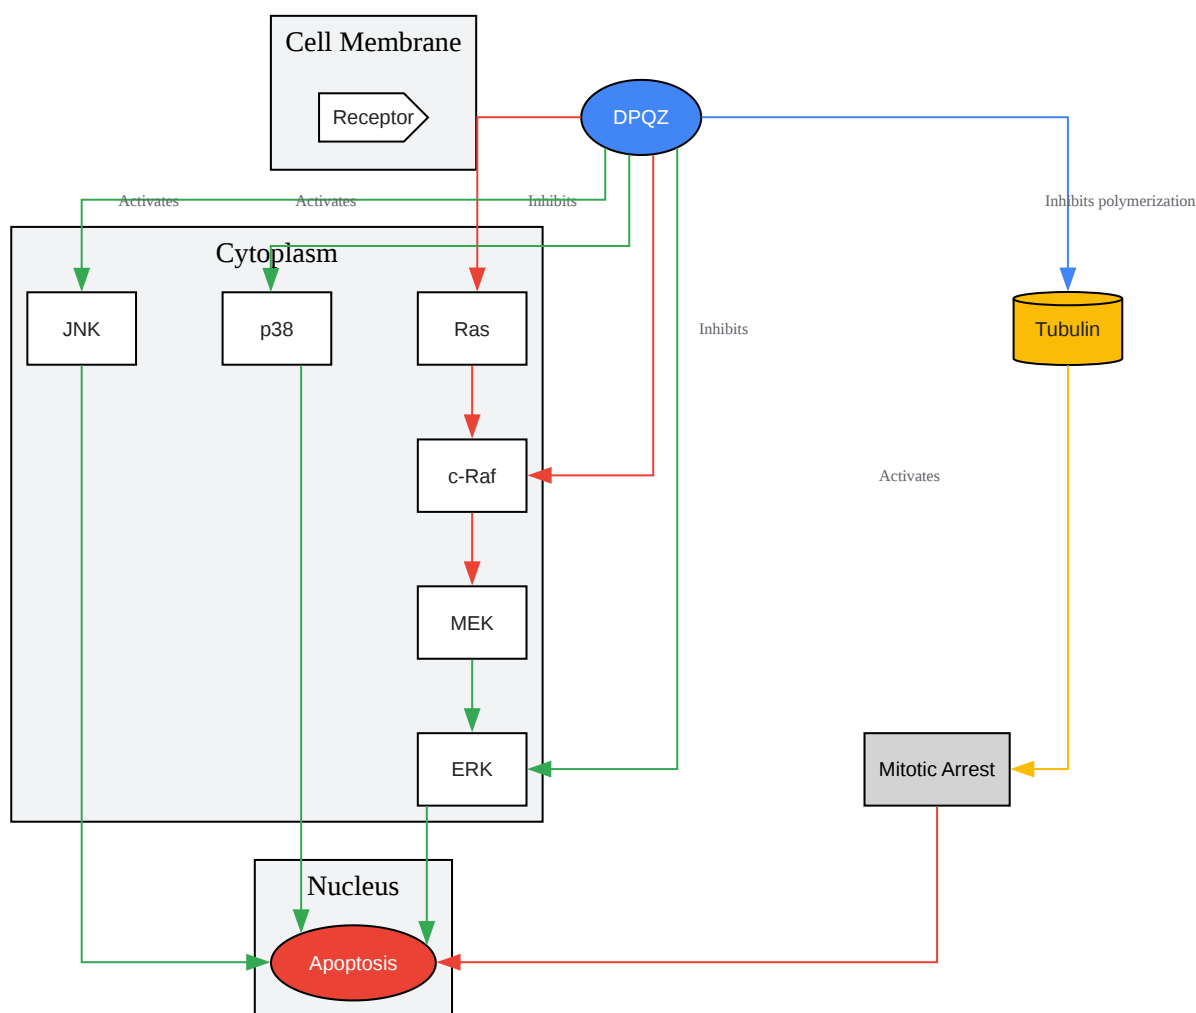 Cell Membrane
Receptor
DPQZ
Activates
Activates
Inhibits
Inhibits polymerization
Cytoplasm
JNK
p38
Ras
Inhibits
Tubulin
c-Raf
Activates
MEK
ERK
Mitotic Arrest
Nucleus
Apoptosis